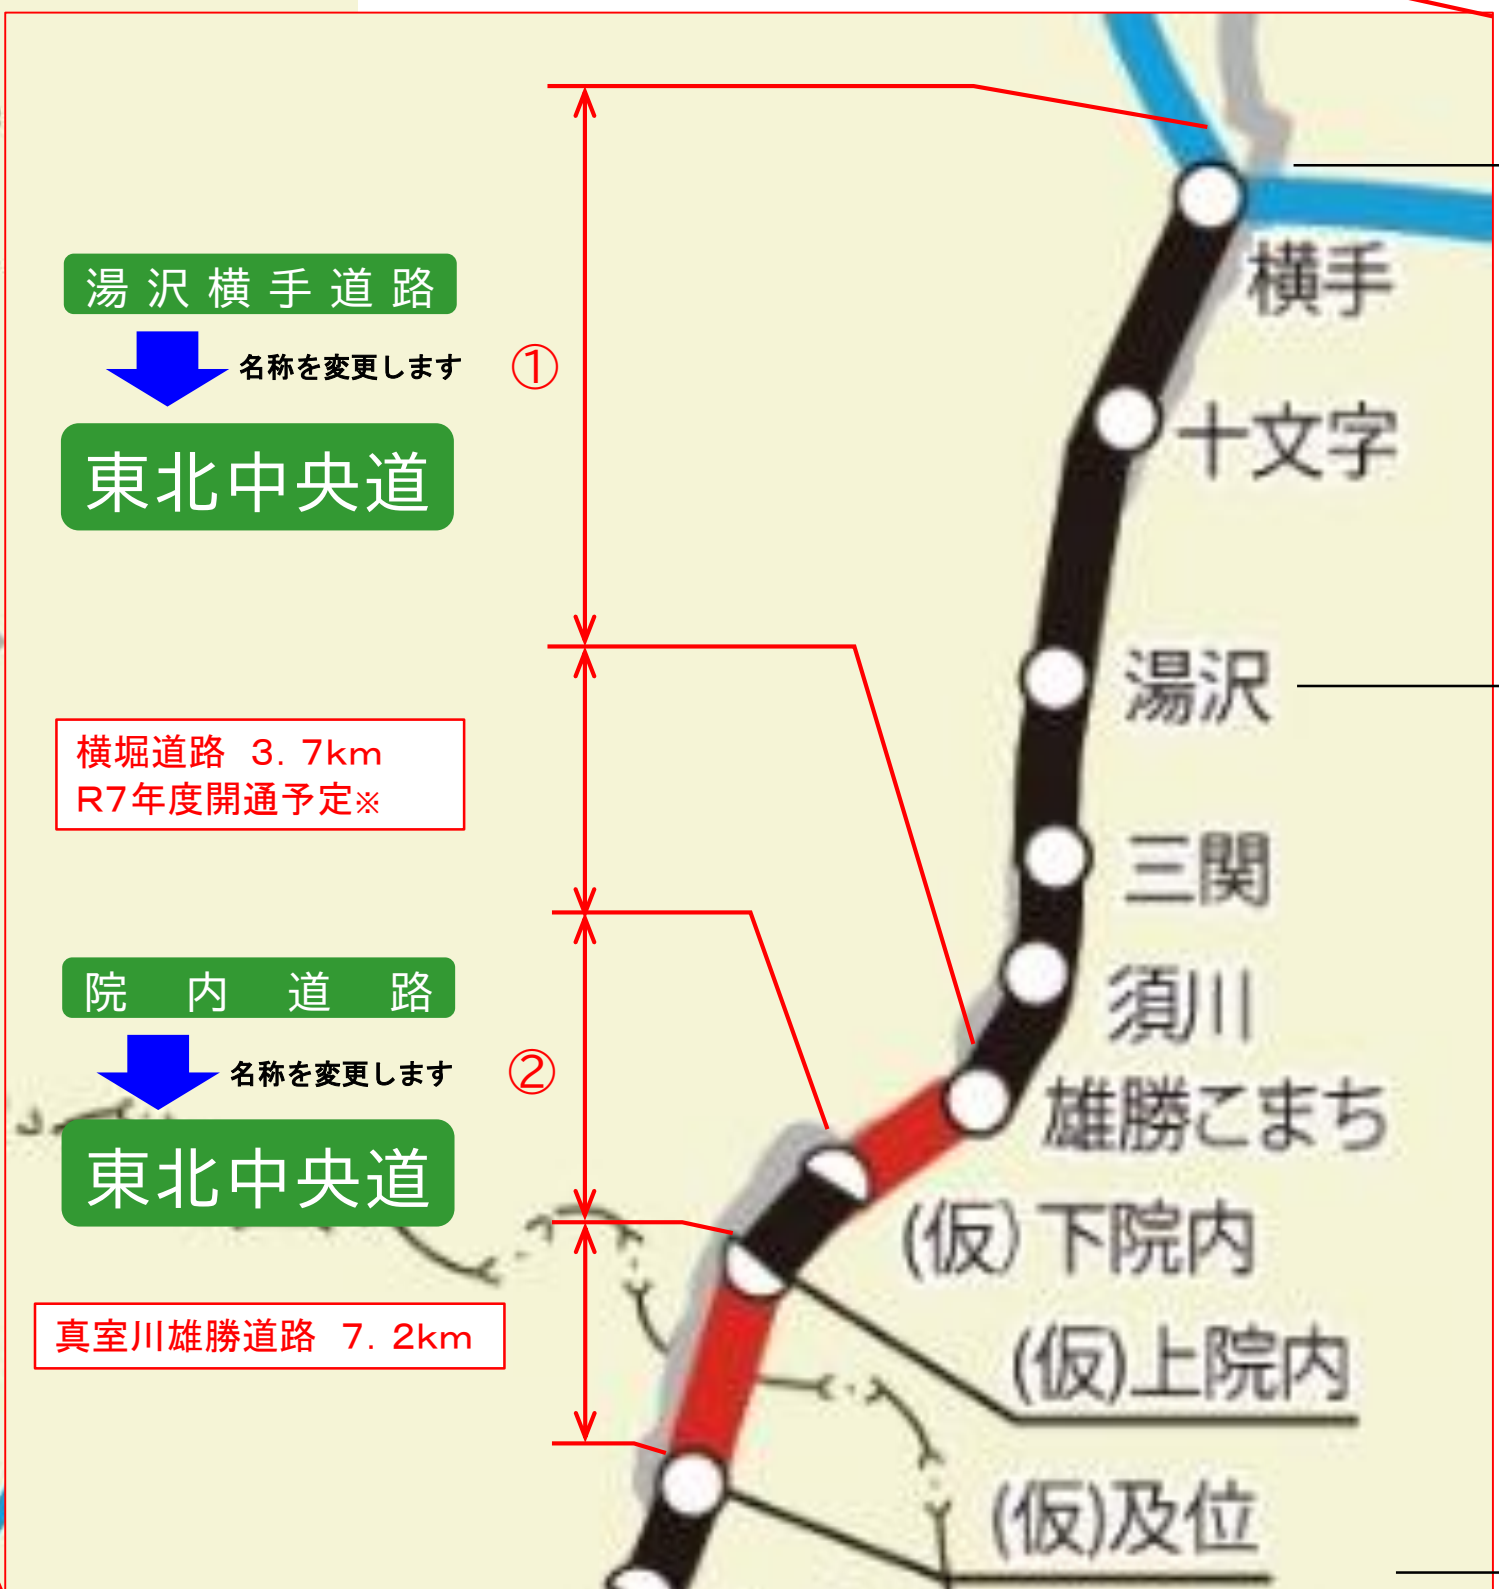 湯沢横手道路
名称を変更します
①
東北中央道
横堀道路　3．7km
R7年度開通予定※
院内道路
名称を変更します
②
東北中央道
真室川雄勝道路　7．2km
横手
十文字
湯沢
三関
須川
雄勝こまち
(仮)下院内
(仮)上院内
(仮)及位